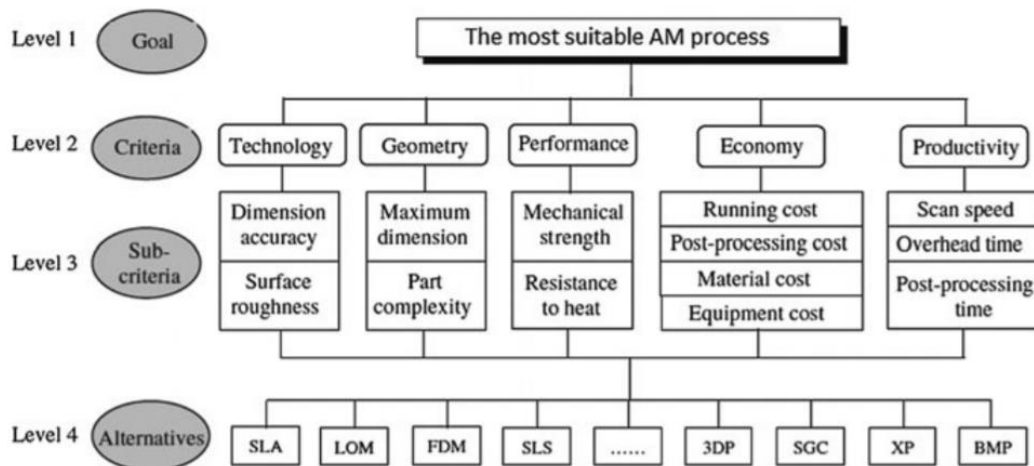 Level 1
Goal
The most suitable AM process
Level 2
Criteria
Technology
Geometry
Performance
Economy
Productivity
Level 3
Sub-
criteria
Dimension
accuracy
Surface
roughness
Maximum
dimension
Part
complexity
Mechanical
strength
Resistance
to heat
Running cost
Post-processing cost
Material cost
Equipment cost
Scan speed
Overhead time
Post-processing
time
Level 4
Alternatives
SLA
LOM
FDM
SLS
......
3DP
SGC
XP
BMP